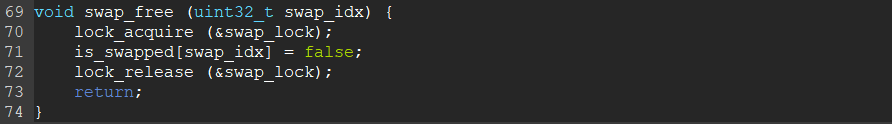 69 void swap_free (uint32_t swap_idx) {
70     lock_acquire (&swap_lock);
71     is_swapped[swap_idx] = false;
72     lock_release (&swap_lock);
73     return;
74 }